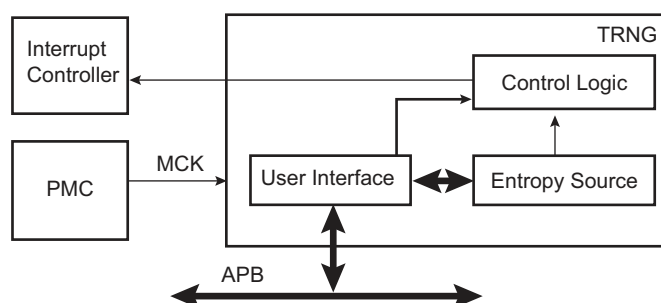 TRNG
Interrupt
Controller
Control Logic
MCK
PMC
User Interface
Entropy Source
APB